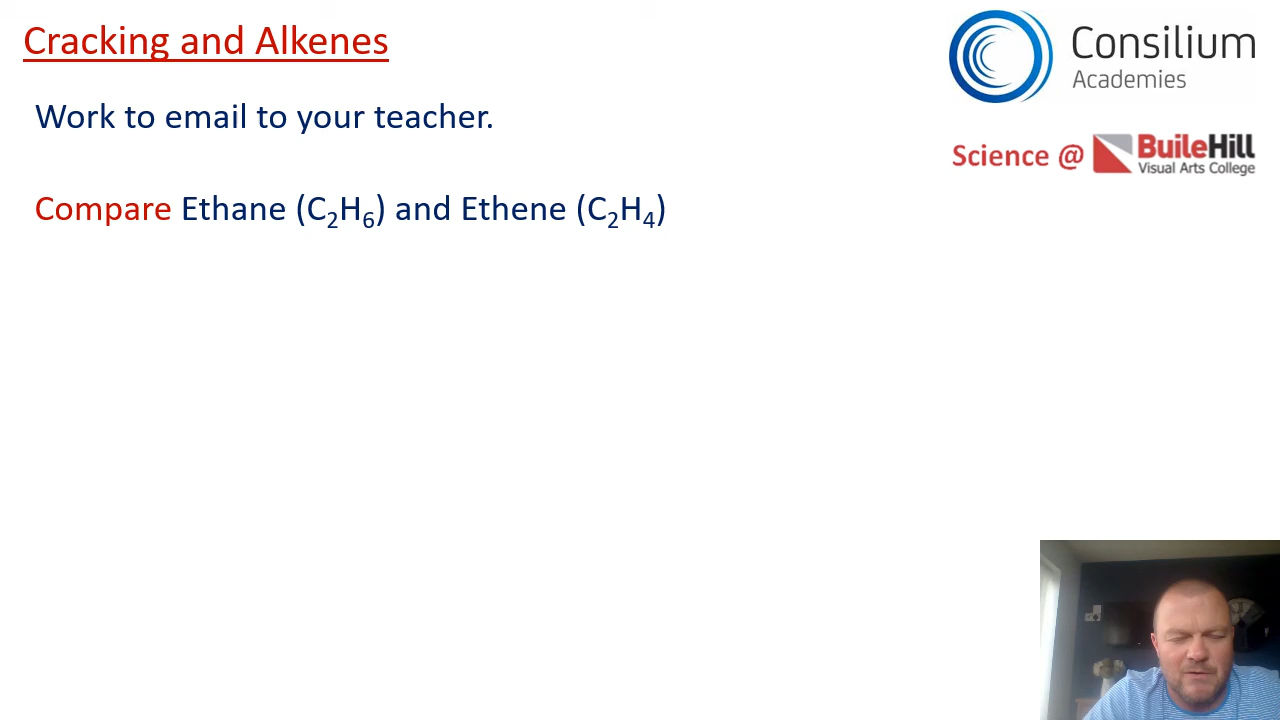 Cracking and Alkenes
Consilium
Academies
Work to email to your teacher.
Science @ BuileHill
Visual Arts College
Compare Ethane (C₂H₆) and Ethene (C₂H₄)